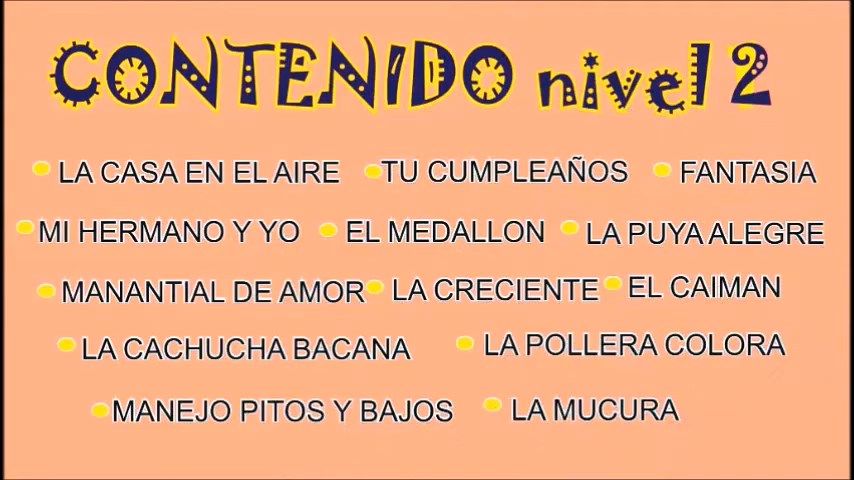 CONTENIDO nivel 2
LA CASA EN EL AIRE TU CUMPLEAÑOS FANTASIA
MI HERMANO Y YO EL MEDALLON LA PUYA ALEGRE
MANANTIAL DE AMOR LA CRECIENTE EL CAIMAN
LA CACHUCHA BACANA LA POLLERA COLORA
MANEJO PITOS Y BAJOS LA MUCURA